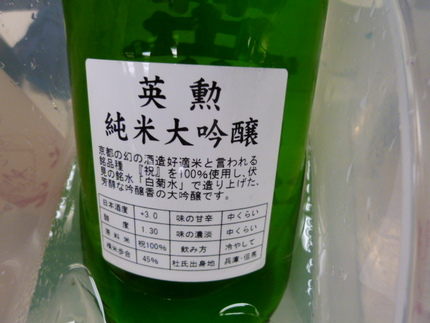 英勲
純米大吟醸
京都の幻の酒造好適米と言われる
銘品種『祝』を100%使用し、伏
見の銘水「白菊水」で造り上げた、
芳醇な吟醸香の大吟醸です。
日本酒度 +3.0 味の甘辛 中くらい
酸度 1.30 味の濃淡 中くらい
原料米 祝100% 飲み方 冷やして
精米歩合 45% 杜氏出身地 兵庫・但馬